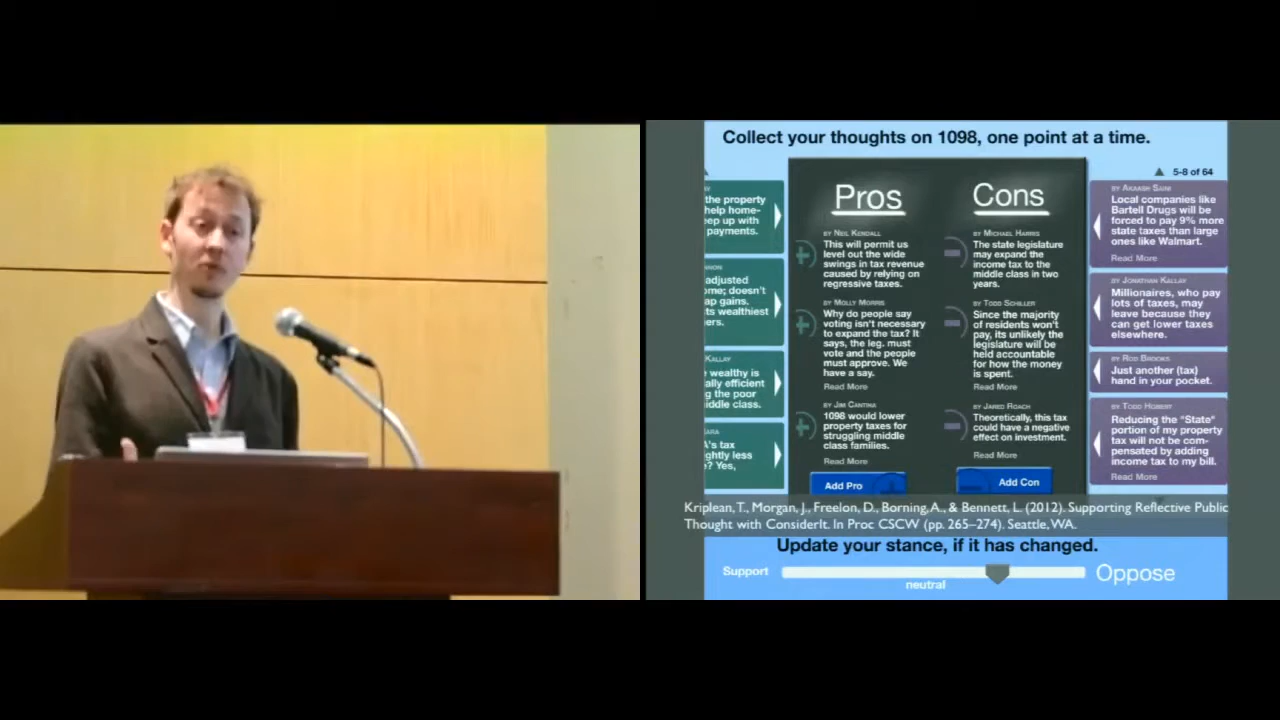 Collect your thoughts on 1098, one point at a time.
5-8 of 64
the property
help home-
eep up with
payments.
adjusted
ome; doesn't
ap gains.
ts wealthiest
ers.
KALLAY
e wealthy is
ally efficient
g the poor
iddle class.
A's tax
ghtly less
e? Yes,
Pros
BY NEIL KENDALL
This will permit us
level out the wide
swings in tax revenue
caused by relying on
regressive taxes.
BY MOLLY MORRIS
Why do people say
voting isn't necessary
to expand the tax? It
says, the leg. must
vote and the people
must approve. We
have a say.
Read More
BY JIM CANTINA
1098 would lower
property taxes for
struggling middle
class families.
Read More
Add Pro
Cons
BY MICHAEL HARRIS
The state legislature
may expand the
income tax to the
middle class in two
years.
BY TODD SCHILLER
Since the majority
of residents won't
pay, its unlikely the
legislature will be
held accountable
for how the money
is spent.
Read More
BY JARED ROACH
Theoretically, this tax
could have a negative
effect on investment.
Read More
Add Con
BY AKAASH SAINI
Local companies like
Bartell Drugs will be
forced to pay 9% more
state taxes than large
ones like Walmart.
Read More
BY JONATHAN KALLAY
Millionaires, who pay
lots of taxes, may
leave because they
can get lower taxes
elsewhere.
BY ROD BROOKS
Just another (tax)
hand in your pocket.
BY TODD HOBERT
Reducing the "State"
portion of my property
tax will not be com-
pensated by adding
income tax to my bill.
Read More
Kriplean, T., Morgan, J., Freelon, D., Borning, A., & Bennett, L. (2012). Supporting Reflective Public
Thought with ConsiderIt. In Proc CSCW (pp. 265–274). Seattle, WA.
Update your stance, if it has changed.
Support
neutral
Oppose